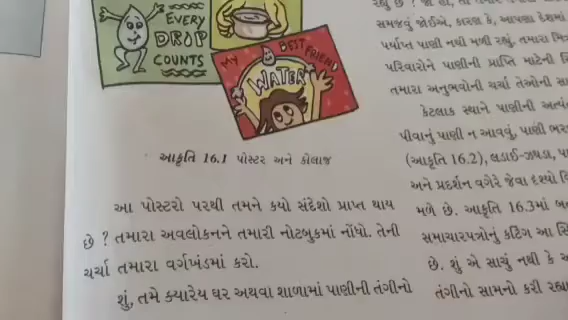 EVERY
DROP
COUNTS
MY BEST FRIEND
WATER
આકૃતિ 16.1 પોસ્ટર અને કોલાજ
આ પોસ્ટરો પરથી તમને કયો સંદેશો પ્રાપ્ત થાય
છે ? તમારા અવલોકનને તમારી નોટબુકમાં નોંધો. તેની
ચર્ચા તમારા વર્ગખંડમાં કરો.
શું, તમે ક્યારેય ઘર અથવા શાળામાં પાણીની તંગીનો
સમજવું જોઈએ, કારણ કે, આપણા દેશમાં
પર્યાપ્ત પાણી નથી મળી રહ્યું. તમારા
પરિવારોને પાણીની પ્રાપ્તિ માટેની
તમારા અનુભવોની ચર્ચા તેઓની
કેટલાક સ્થાને પાણીની
પીવાનું પાણી ન આવવું, પાણી
(આકૃતિ 16.2), લડાઈ-ઝઘડા,
અને પ્રદર્શન વગેરે જેવા દૃશ્યો
મળે છે. આકૃતિ 16.3માં
સમાચારપત્રોનું કટિંગ આ
છે. શું એ સાચું નથી કે
તંગીનો સામનો કરી